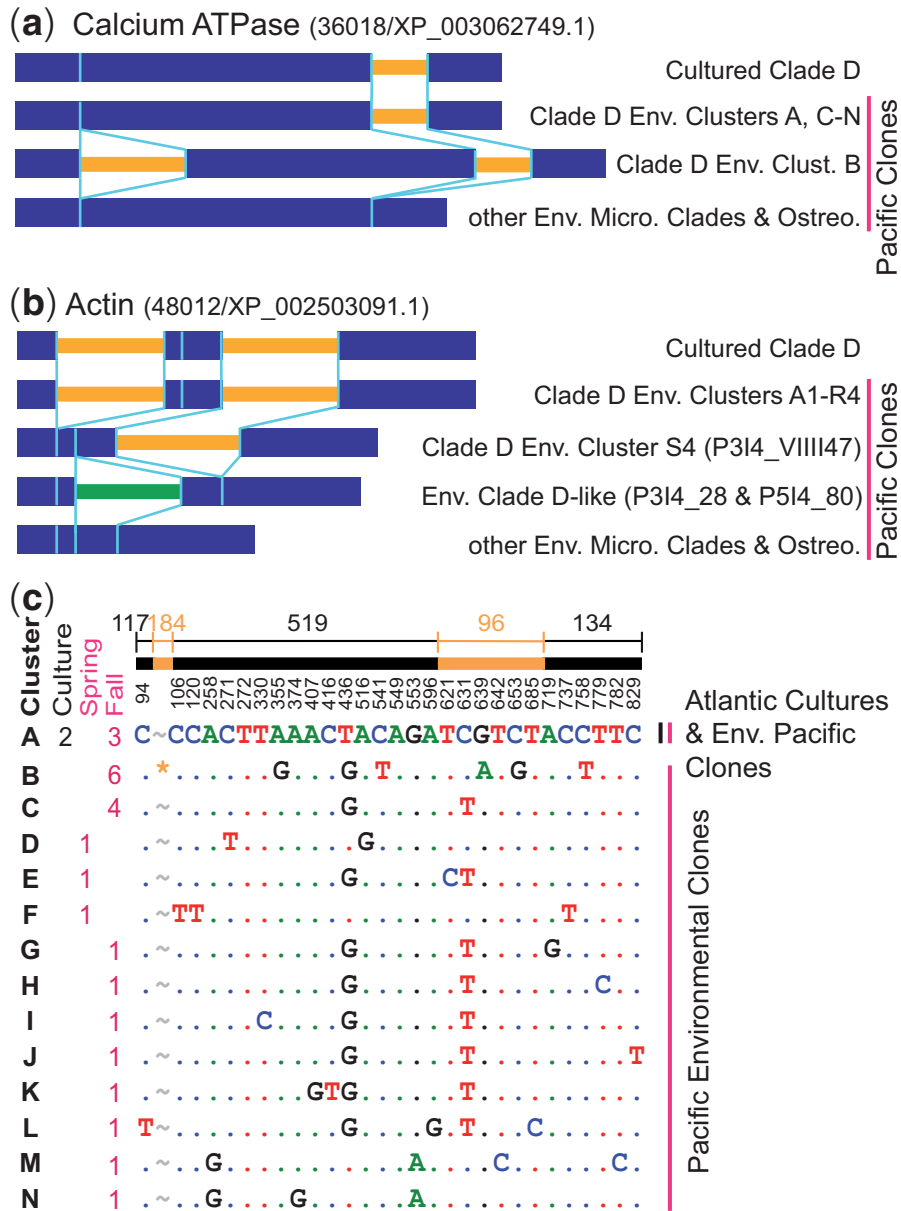 (a) Calcium ATPase (36018/XP_003062749.1)
Cultured Clade D
Clade D Env. Clusters A, C-N
Clade D Env. Clust. B
other Env. Micro. Clades & Ostreo.
Pacific Clones
(b) Actin (48012/XP_002503091.1)
Cultured Clade D
Clade D Env. Clusters A1-R4
Clade D Env. Cluster S4 (P3I4_VIIII47)
Env. Clade D-like (P3I4_28 & P5I4_80)
other Env. Micro. Clades & Ostreo.
Pacific Clones
(c)
117 184 519 96 134
Cluster Culture Spring Fall 94 106 120 258 271 272 330 355 374 407 416 436 516 541 549 553 596 621 631 639 642 653 685 719 737 758 779 782 829
A 2 3 C~CCACTTAAACTACAGATCGTCTACCTTC
B 6 .*......G...G.T.....A.G...T...
C 4 .~..........G......T..........
D 1 .~...T.......G................
E 1 .~..........G.....CT..........
F 1 .~TT.....................T....
G 1 .~..........G......T....G.....
H 1 .~..........G......T.......C..
I 1 .~.....C....G......T..........
J 1 .~..........G......T.........T
K 1 .~........GTG......T..........
L 1 T~..........G....G.T...C......
M 1 .~..G...........A....C......C.
N 1 .~..G....G......A.............
Atlantic Cultures
& Env. Pacific
Clones
Pacific Environmental Clones